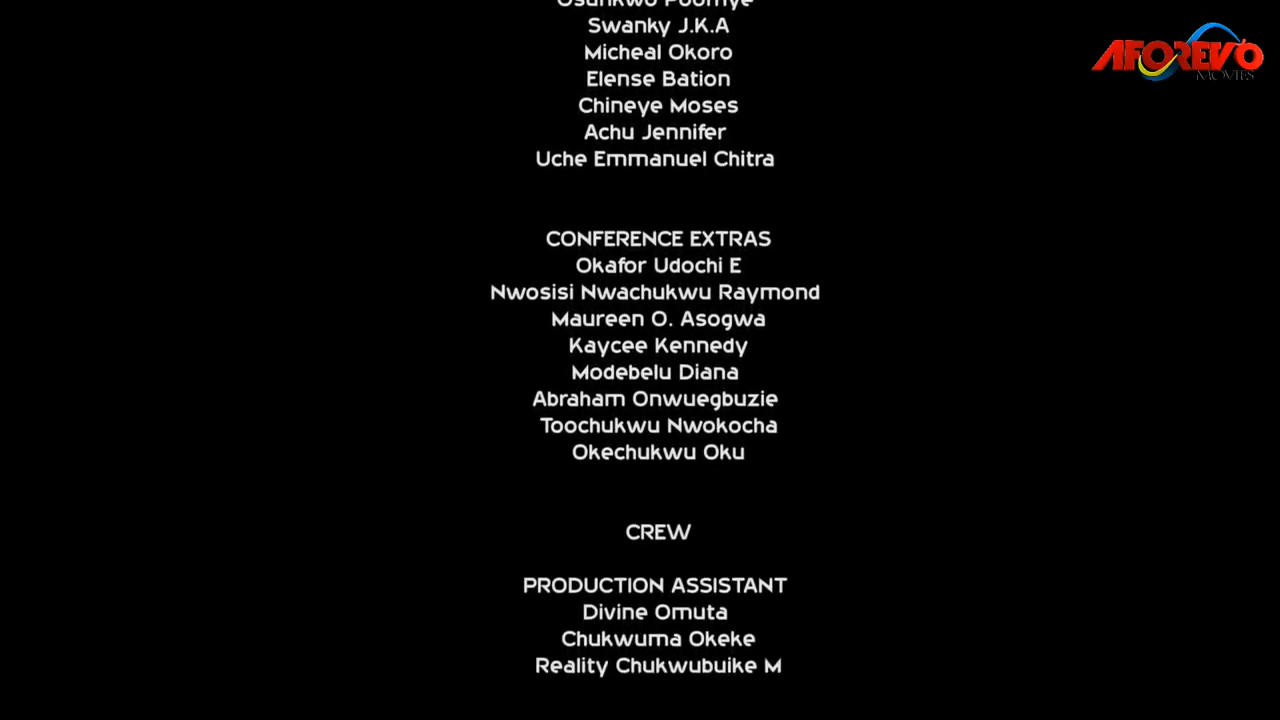 Swanky J.K.A
Micheal Okoro
Elense Bation
Chineye Moses
Achu Jennifer
Uche Emmanuel Chitra
CONFERENCE EXTRAS
Okafor Udochi E
Nwosisi Nwachukwu Raymond
Maureen O. Asogwa
Kaycee Kennedy
Modebelu Diana
Abraham Onwuegbuzie
Toochukwu Nwokocha
Okechukwu Oku
CREW
PRODUCTION ASSISTANT
Divine Omuta
Chukwuma Okeke
Reality Chukwubuike M
AFOREVO
MOVIES